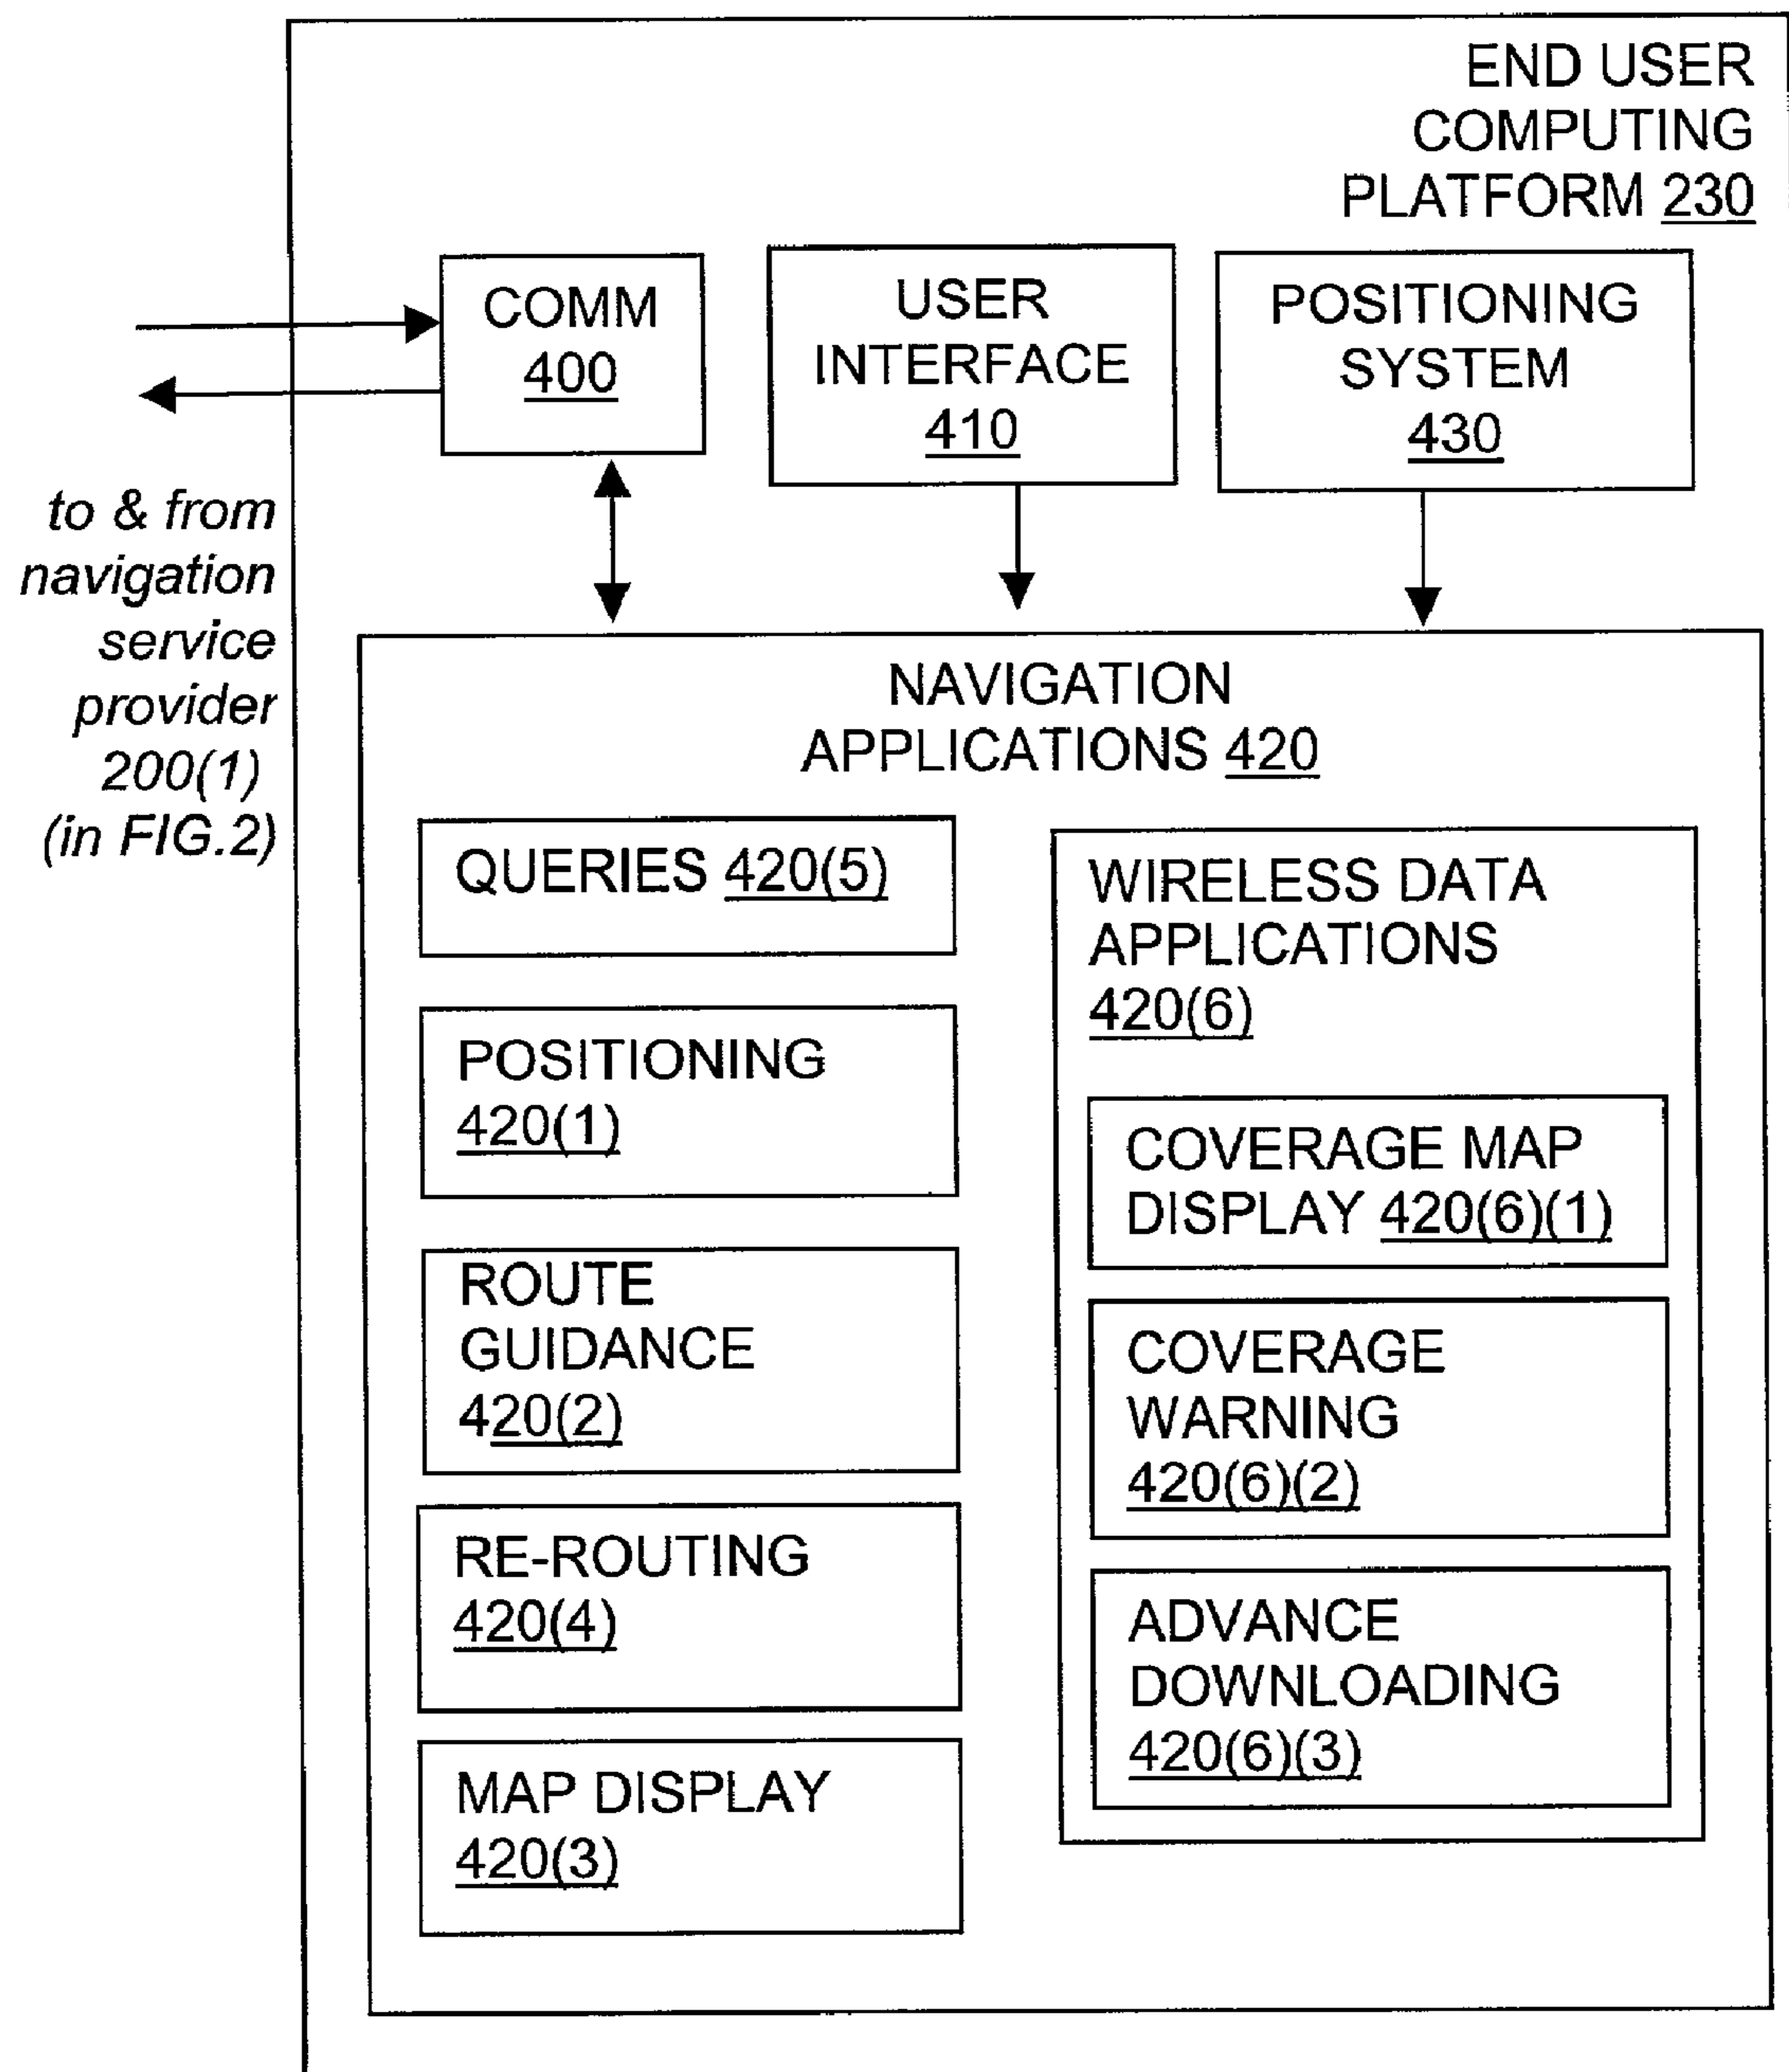 END USER
COMPUTING
PLATFORM 230
COMM
400
USER
INTERFACE
410
POSITIONING
SYSTEM
430
to & from
navigation
service
provider
200(1)
(in FIG.2)
NAVIGATION
APPLICATIONS 420
QUERIES 420(5)
POSITIONING
420(1)
ROUTE
GUIDANCE
420(2)
RE-ROUTING
420(4)
MAP DISPLAY
420(3)
WIRELESS DATA
APPLICATIONS
420(6)
COVERAGE MAP
DISPLAY 420(6)(1)
COVERAGE
WARNING
420(6)(2)
ADVANCE
DOWNLOADING
420(6)(3)